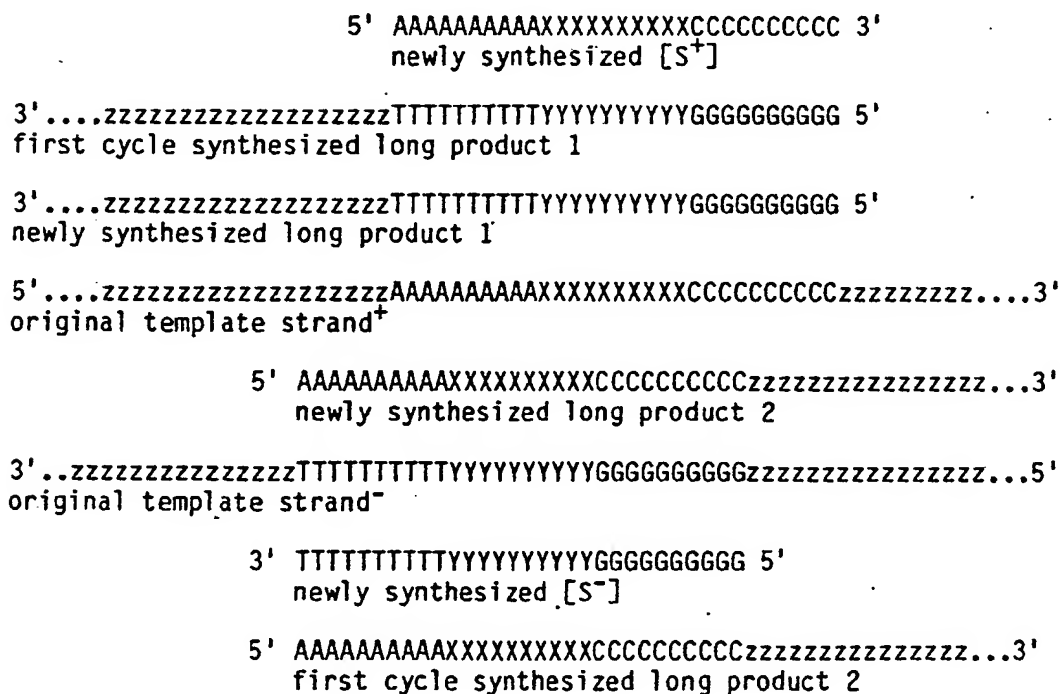 5' AAAAAAAAAAXXXXXXXXXXCCCCCCCCCC 3'
newly synthesized [S⁺]
3'....zzzzzzzzzzzzzzzzzzzTTTTTTTTTTYYYYYYYYYYGGGGGGGGGG 5'
first cycle synthesized long product 1
3'....zzzzzzzzzzzzzzzzzzzTTTTTTTTTTYYYYYYYYYYGGGGGGGGGG 5'
newly synthesized long product 1
5'....zzzzzzzzzzzzzzzzzzzAAAAAAAAAAXXXXXXXXXXCCCCCCCCCCzzzzzzzzz....3'
original template strand⁺
5' AAAAAAAAAAXXXXXXXXXXCCCCCCCCCCzzzzzzzzzzzzzzzz...3'
newly synthesized long product 2
3'..zzzzzzzzzzzzzzzTTTTTTTTTTYYYYYYYYYYGGGGGGGGGGzzzzzzzzzzzzzzzz...5'
original template strand⁻
3' TTTTTTTTTTYYYYYYYYYYGGGGGGGGGG 5'
newly synthesized [S⁻]
5' AAAAAAAAAAXXXXXXXXXXCCCCCCCCCCzzzzzzzzzzzzzzz...3'
first cycle synthesized long product 2